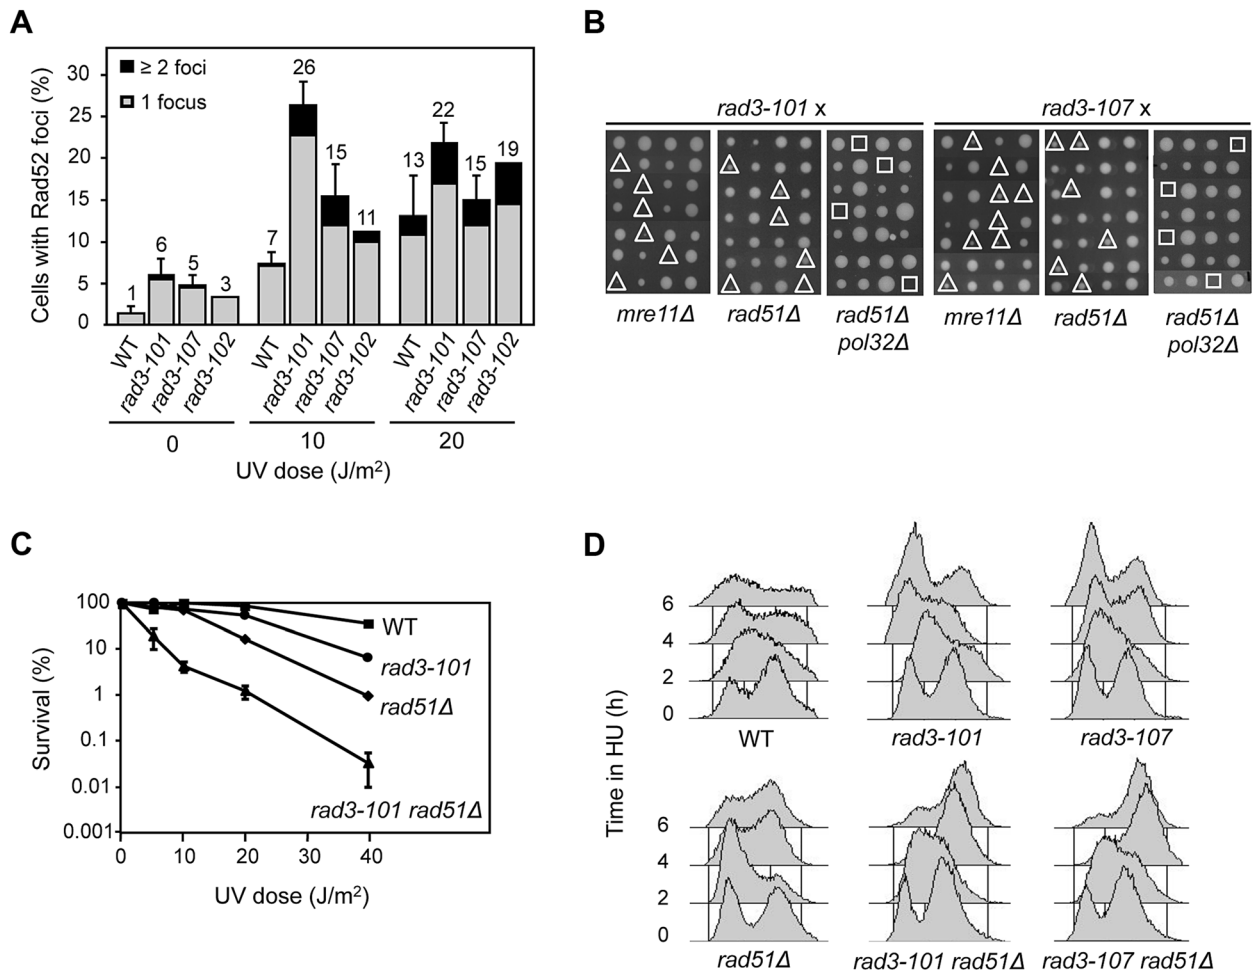 A
Cells with Rad52 foci (%)
30
25
20
15
10
5
0
≥ 2 foci
1 focus
1
6
5
3
7
26
15
11
13
22
15
19
WT
rad3-101
rad3-107
rad3-102
WT
rad3-101
rad3-107
rad3-102
WT
rad3-101
rad3-107
rad3-102
0
10
20
UV dose (J/m²)
B
rad3-101 x
rad3-107 x
mre11Δ
rad51Δ
rad51Δ
pol32Δ
mre11Δ
rad51Δ
rad51Δ
pol32Δ
C
Survival (%)
100
10
1
0.1
0.01
0.001
WT
rad3-101
rad51Δ
rad3-101 rad51Δ
0
10
20
30
40
UV dose (J/m²)
D
Time in HU (h)
6
4
2
0
WT
rad3-101
rad3-107
6
4
2
0
rad51Δ
rad3-101 rad51Δ
rad3-107 rad51Δ